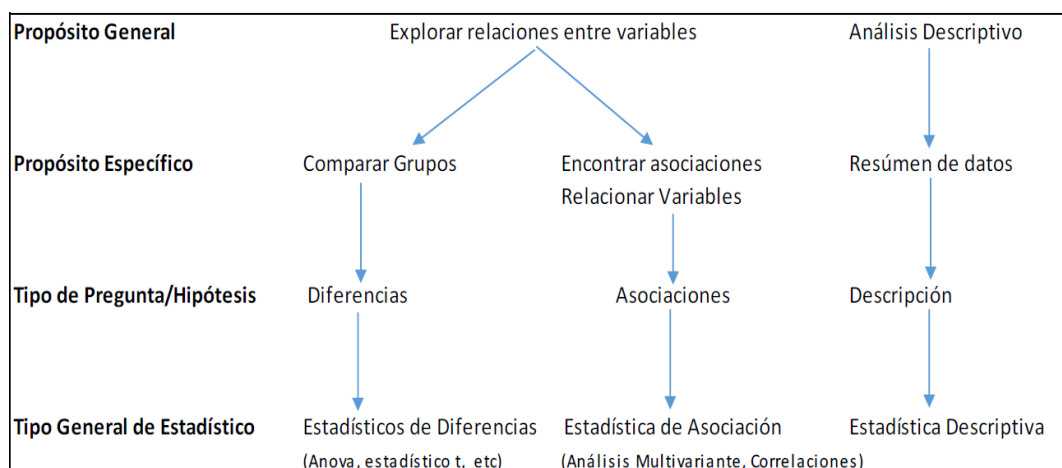 Propósito General Explorar relaciones entre variables Análisis Descriptivo
Propósito Específico Comparar Grupos Encontrar asociaciones Resúmen de datos
Relacionar Variables
Tipo de Pregunta/Hipótesis Diferencias Asociaciones Descripción
Tipo General de Estadístico Estadísticos de Diferencias Estadística de Asociación Estadística Descriptiva
(Anova, estadístico t, etc) (Análisis Multivariante, Correlaciones)